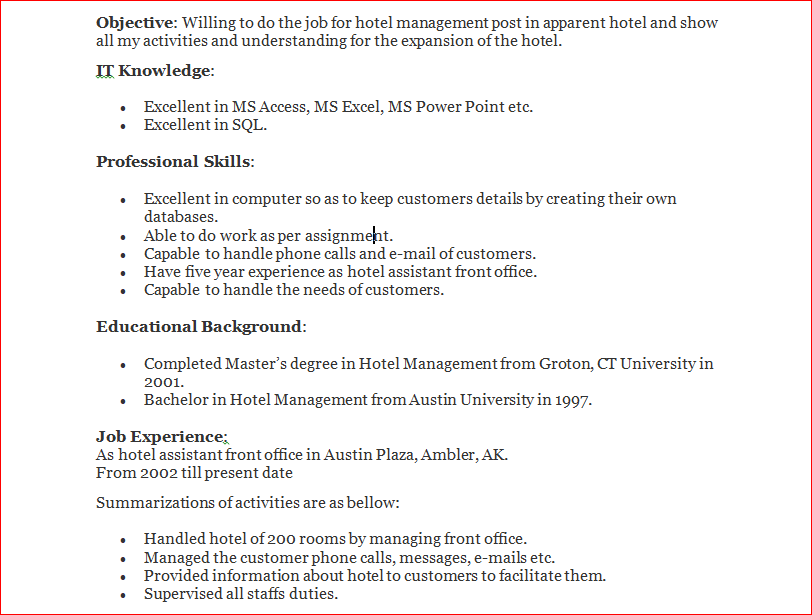 Objective: Willing to do the job for hotel management post in apparent hotel and show
all my activities and understanding for the expansion of the hotel.
IT Knowledge:
• Excellent in MS Access, MS Excel, MS Power Point etc.
• Excellent in SQL.
Professional Skills:
• Excellent in computer so as to keep customers details by creating their own
databases.
• Able to do work as per assignment.
• Capable to handle phone calls and e-mail of customers.
• Have five year experience as hotel assistant front office.
• Capable to handle the needs of customers.
Educational Background:
• Completed Master’s degree in Hotel Management from Groton, CT University in
2001.
• Bachelor in Hotel Management from Austin University in 1997.
Job Experience:
As hotel assistant front office in Austin Plaza, Ambler, AK.
From 2002 till present date
Summarizations of activities are as bellow:
• Handled hotel of 200 rooms by managing front office.
• Managed the customer phone calls, messages, e-mails etc.
• Provided information about hotel to customers to facilitate them.
• Supervised all staffs duties.